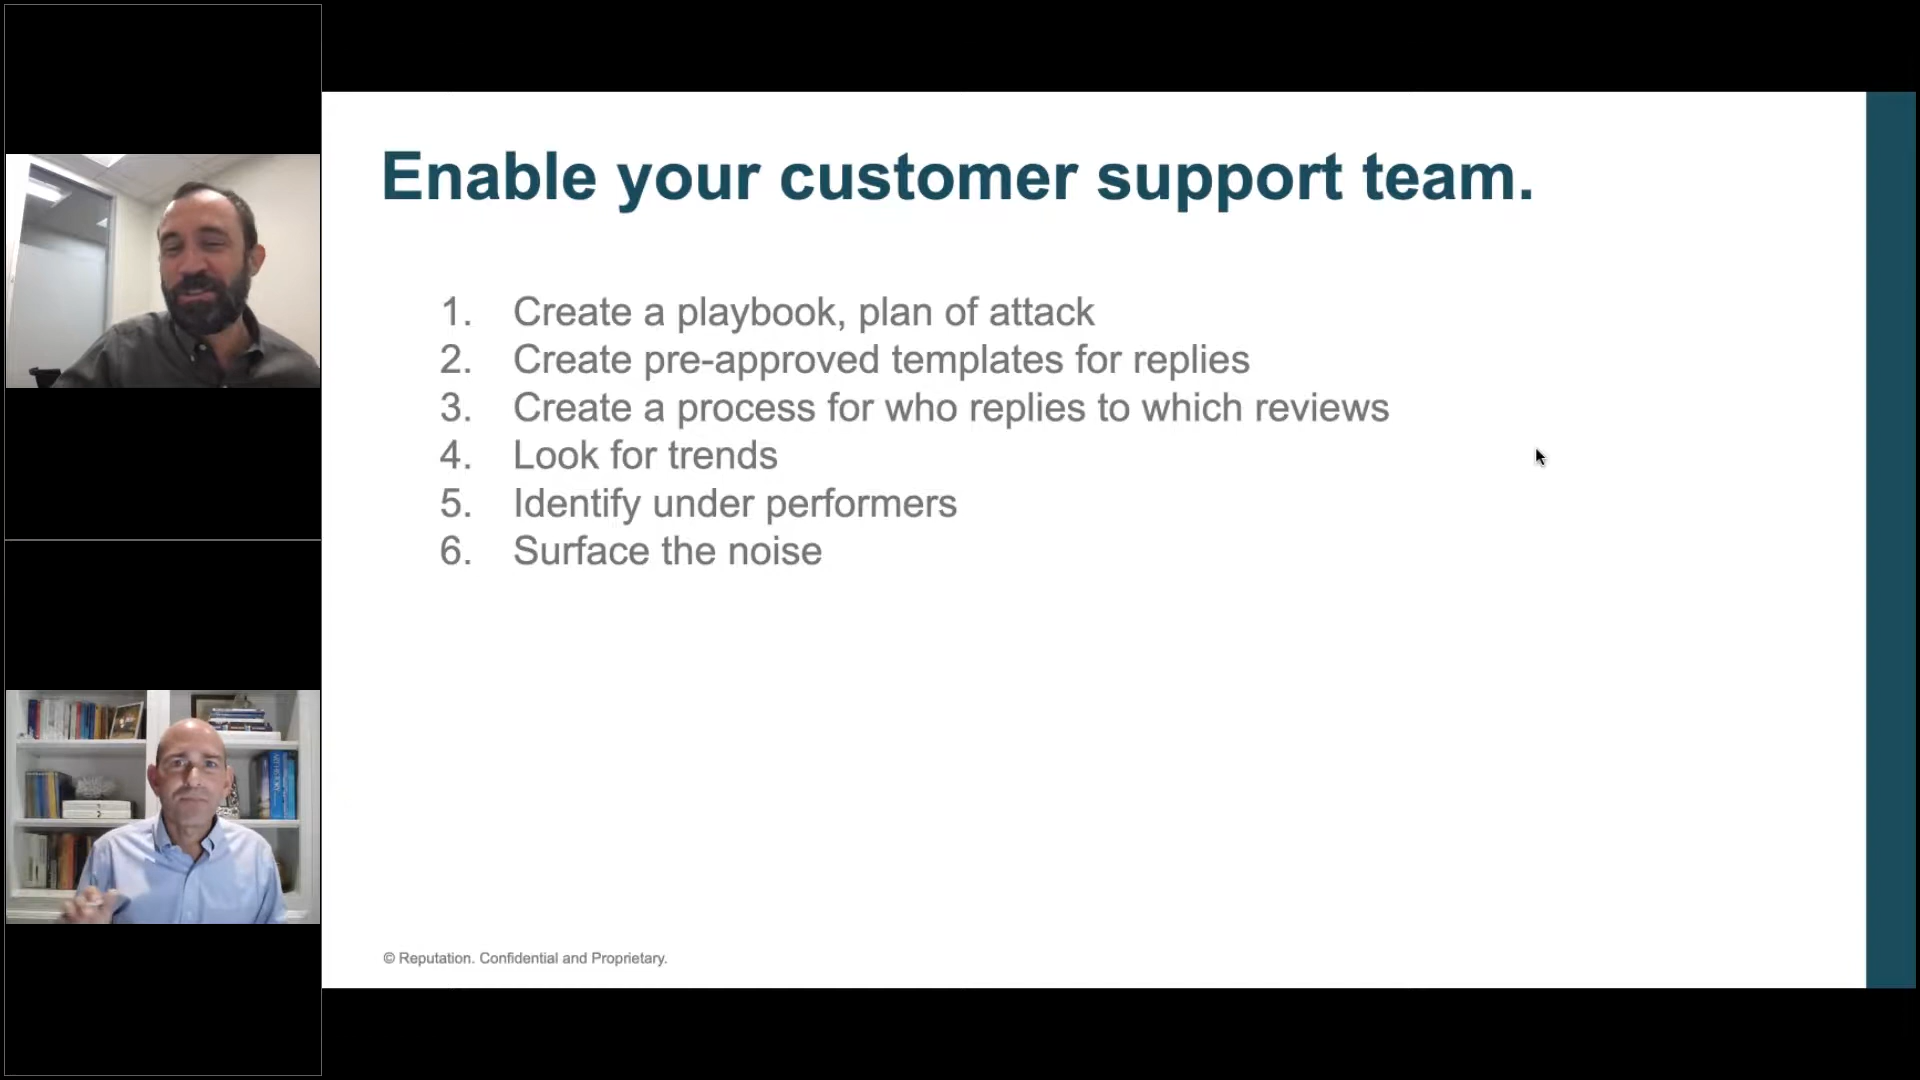 Enable your customer support team.
1. Create a playbook, plan of attack
2. Create pre-approved templates for replies
3. Create a process for who replies to which reviews
4. Look for trends
5. Identify under performers
6. Surface the noise
© Reputation. Confidential and Proprietary.